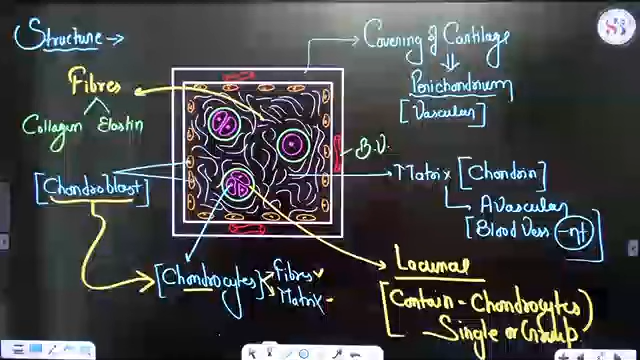 Structure →
Covering of Cartilage
Perichondrium
[Vascular]
Fibres
Collagen Elastin
B.V.
[Chondroblast]
Matrix [Chondrin]
Avascular
[Blood Vess -nt]
[Chondrocytes]
Fibres
Matrix
Lacunae
[Contain - Chondrocytes
Single or Group]